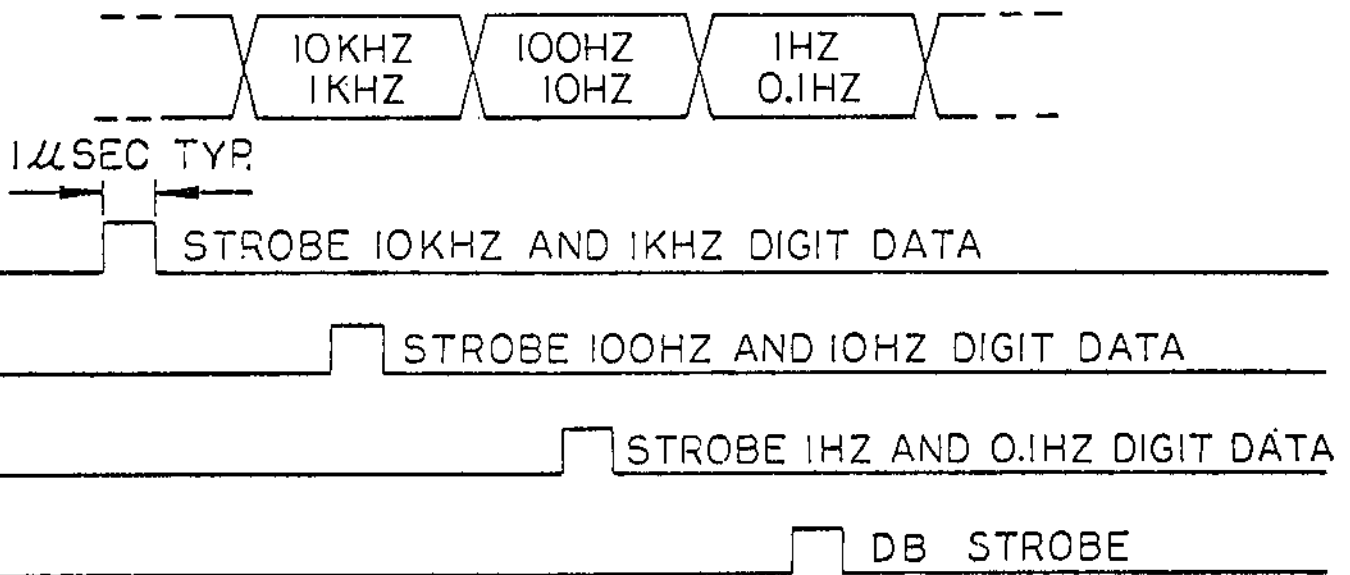 10KHZ
1KHZ
100HZ
10HZ
1HZ
0.1HZ
1µSEC TYP.
STROBE 10KHZ AND 1KHZ DIGIT DATA
STROBE 100HZ AND 10HZ DIGIT DATA
STROBE 1HZ AND 0.1HZ DIGIT DATA
DB STROBE